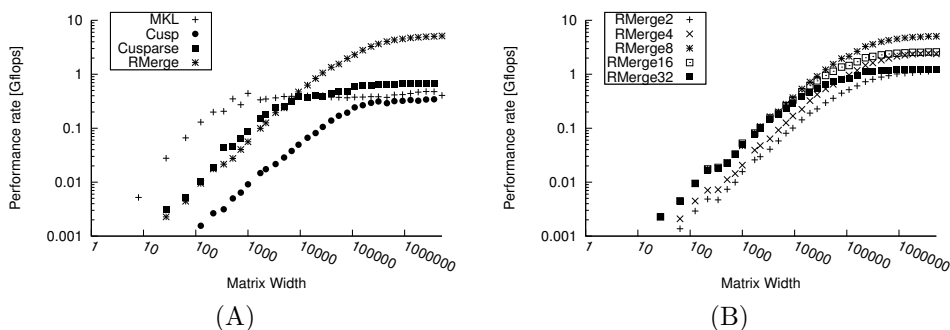 MKL
Cusp
Cusparse
RMerge
Performance rate [Gflops]
10
1
0.1
0.01
0.001
1
10
100
1000
10000
100000
1000000
Matrix Width
(A)
RMerge2
RMerge4
RMerge8
RMerge16
RMerge32
Performance rate [Gflops]
10
1
0.1
0.01
0.001
1
10
100
1000
10000
100000
1000000
Matrix Width
(B)